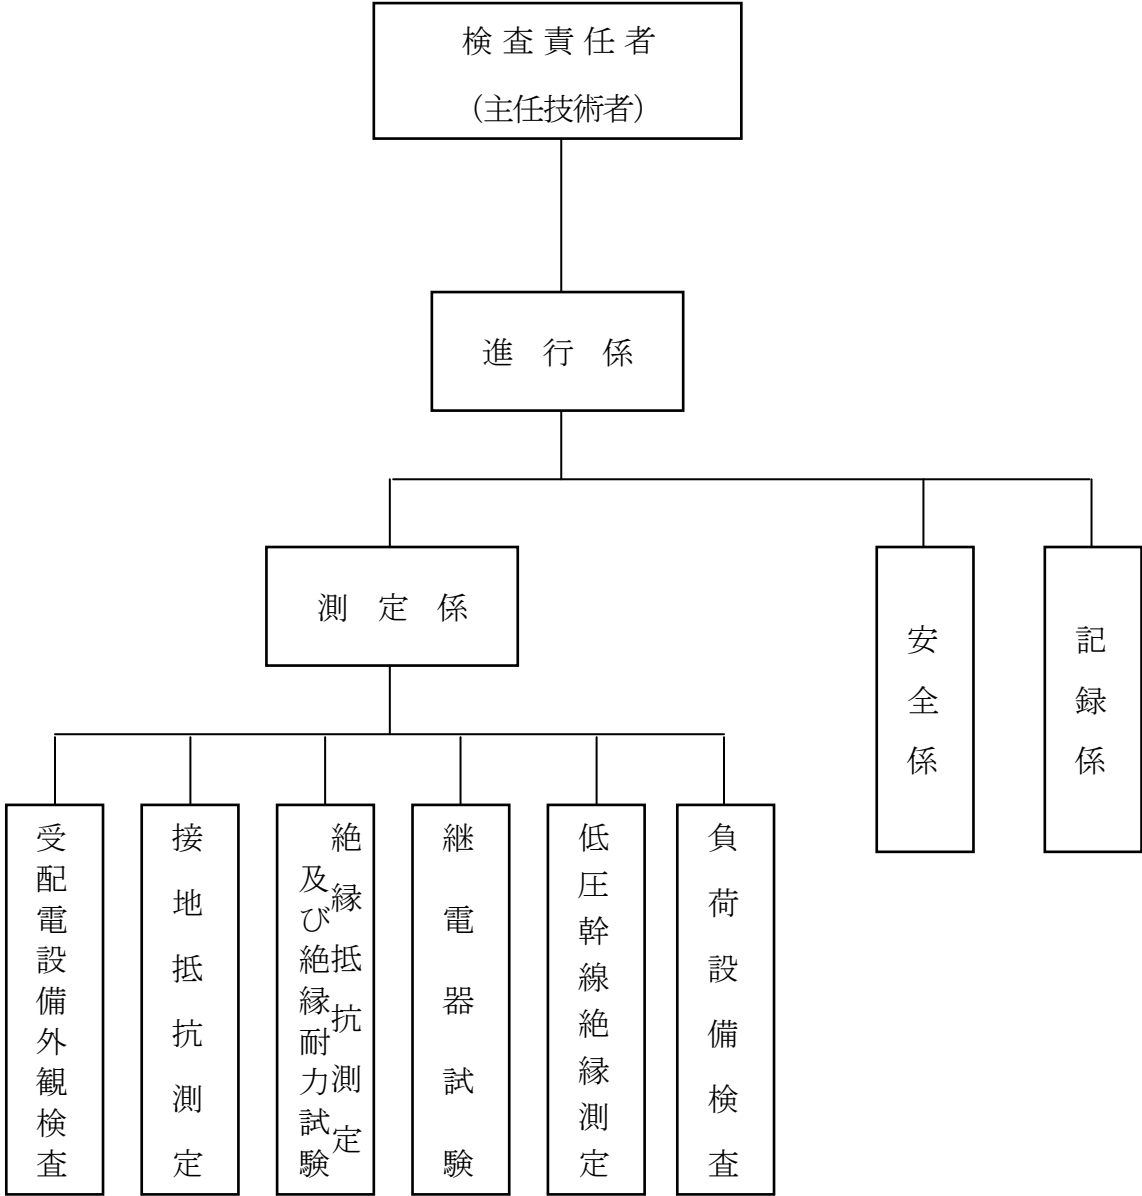 検査責任者
(主任技術者)
進行係
測定係
安全係
記録係
受配電設備外観検査
接地抵抗測定
絶縁抵抗測定
及び絶縁耐力試験
継電器試験
低圧幹線絶縁測定
負荷設備検査